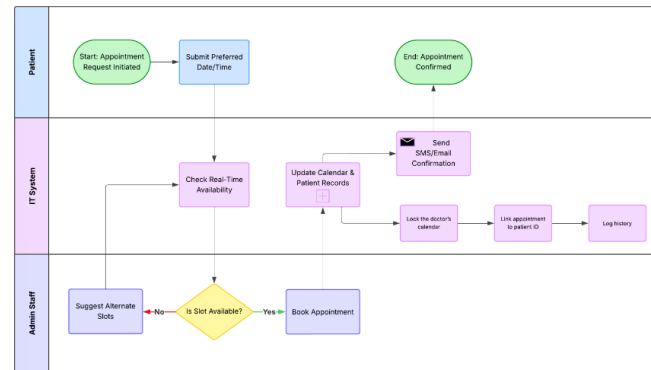 Patient
Start: Appointment
Request Initiated
Submit Preferred
Date/Time
End: Appointment
Confirmed
IT System
Check Real-Time
Availability
Update Calendar &
Patient Records
Send
SMS/Email
Confirmation
Lock the doctor's
calendar
Link appointment
to patient ID
Log history
Admin Staff
Suggest Alternate
Slots
No
Is Slot Available?
Yes
Book Appointment